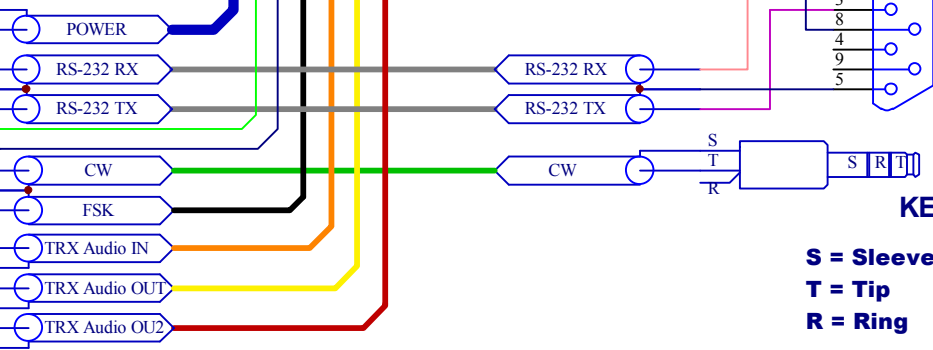 POWER
8
RS-232 RX
RS-232 RX
4
9
RS-232 TX
RS-232 TX
5
S
T
R
CW
CW
S R T
FSK
KE
TRX Audio IN
S = Sleeve
TRX Audio OUT
T = Tip
TRX Audio OU2
R = Ring